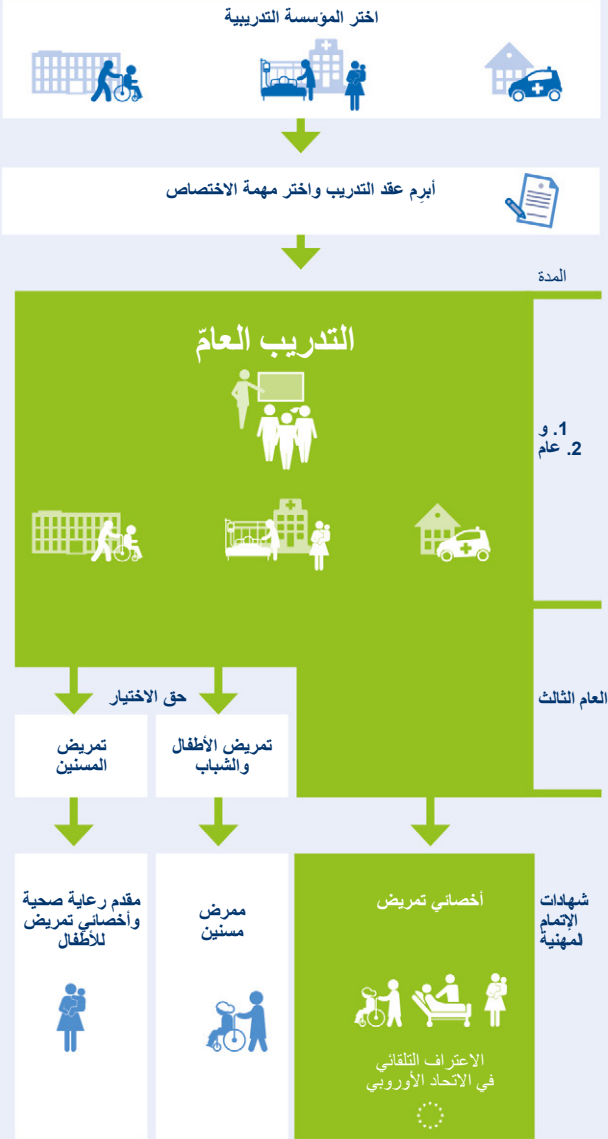 اختر المؤسسة التدريبية
أبرِم عقد التدريب واختر مهمة الاختصاص
المدة
التدريب العامّ
1. و
2. عام
العام الثالث
حق الاختيار
تمريض الأطفال
والشباب
تمريض
المسنين
شهادات
الإتمام
المهنية
أخصائي تمريض
الاعتراف التلقائي
في الاتحاد الأوروبي
ممرض
مسنين
مقدم رعاية صحية
وأخصائي تمريض
للأطفال